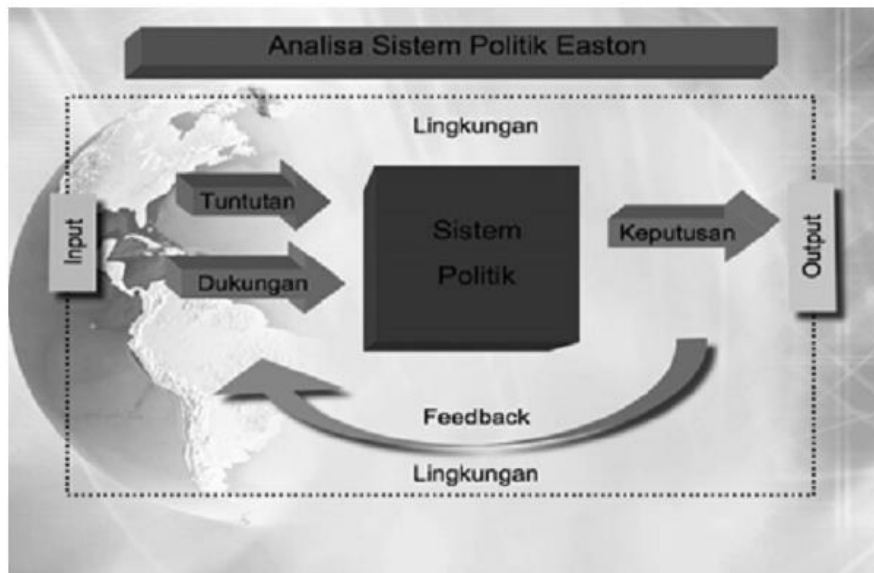 Analisa Sistem Politik Easton
Lingkungan
Input
Tuntutan
Dukungan
Sistem
Politik
Keputusan
Output
Feedback
Lingkungan